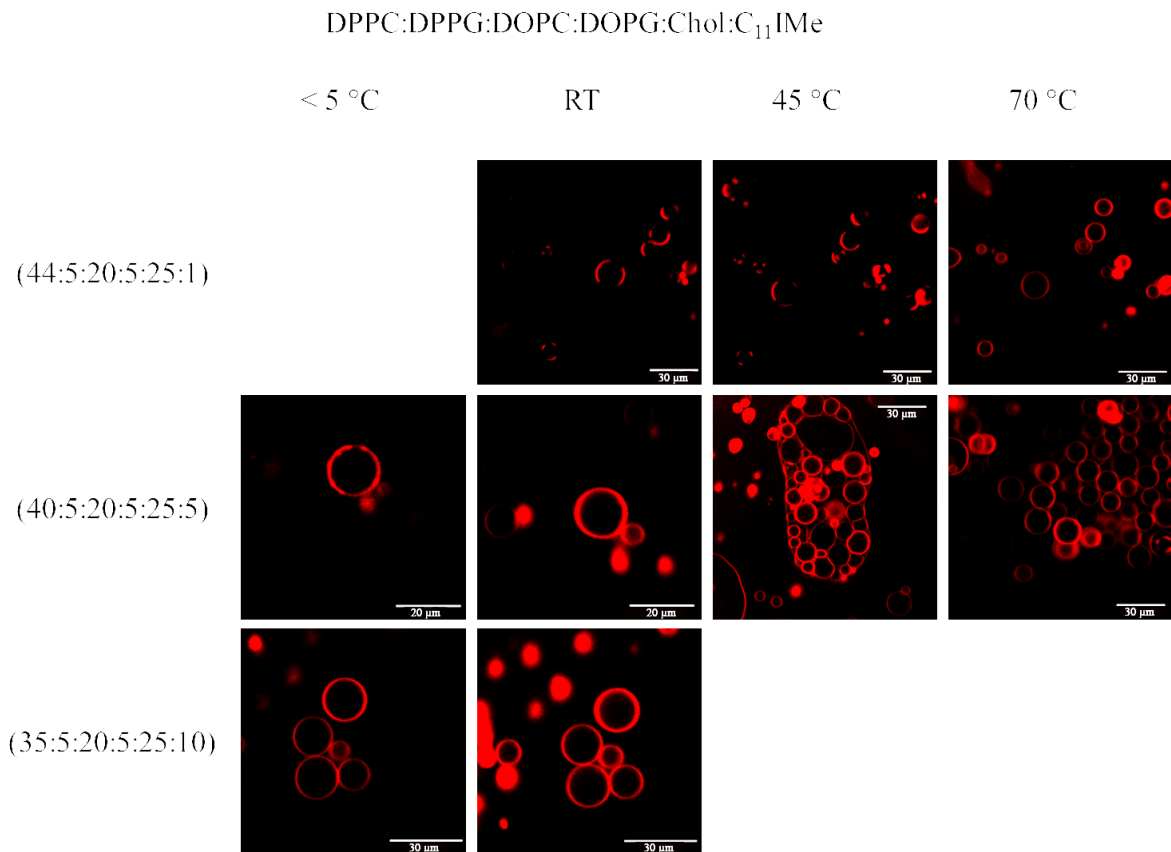 DPPC:DPPG:DOPC:DOPG:Chol:C₁₁IMe
< 5 °C RT 45 °C 70 °C
(44:5:20:5:25:1)
30 µm 30 µm 30 µm
(40:5:20:5:25:5)
20 µm 20 µm 30 µm 30 µm
(35:5:20:5:25:10)
30 µm 30 µm